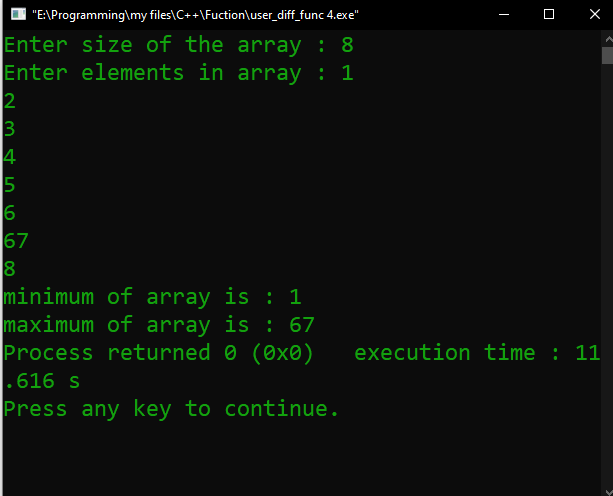 "E:\Programming\my files\C++\Fuction\user_diff_func 4.exe"
Enter size of the array : 8
Enter elements in array : 1
2
3
4
5
6
67
8
minimum of array is : 1
maximum of array is : 67
Process returned 0 (0x0)   execution time : 11
.616 s
Press any key to continue.